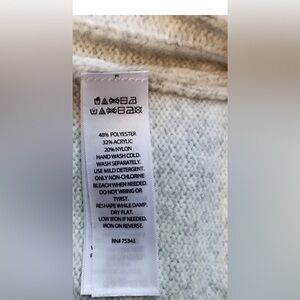 48% POLYESTER
32% ACRYLIC
20% NYLON
HAND WASH COLD.
WASH SEPARATELY.
USE MILD DETERGENT.
ONLY NON-CHLORINE
BLEACH WHEN NEEDED.
DO NOT WRING OR
TWIST.
RESHAPE WHILE DAMP.
DRY FLAT.
LOW IRON IF NEEDED.
IRON ON REVERSE.
RN# 75343